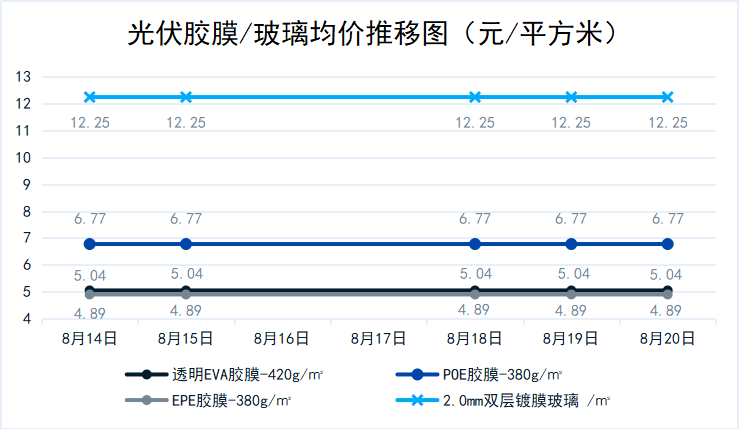 光伏胶膜/玻璃均价推移图（元/平方米）
13
12
11
10
9
8
7
6
5
4
12.25 12.25 12.25 12.25 12.25
6.77 6.77 6.77 6.77 6.77
5.04 5.04 5.04 5.04 5.04
4.89 4.89 4.89 4.89 4.89
8月14日 8月15日 8月16日 8月17日 8月18日 8月19日 8月20日
透明EVA胶膜-420g/㎡ POE胶膜-380g/㎡
EPE胶膜-380g/㎡ 2.0mm双层镀膜玻璃 /㎡